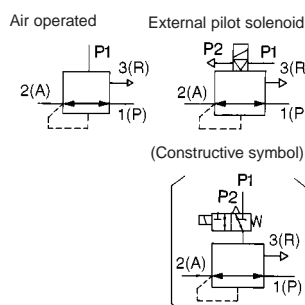 Air operated
External pilot solenoid
P1
3(R)
2(A)
1(P)
P2
P1
3(R)
2(A)
1(P
(Constructive symbol)
P1
P2
3(R)
2(A)
1(P)